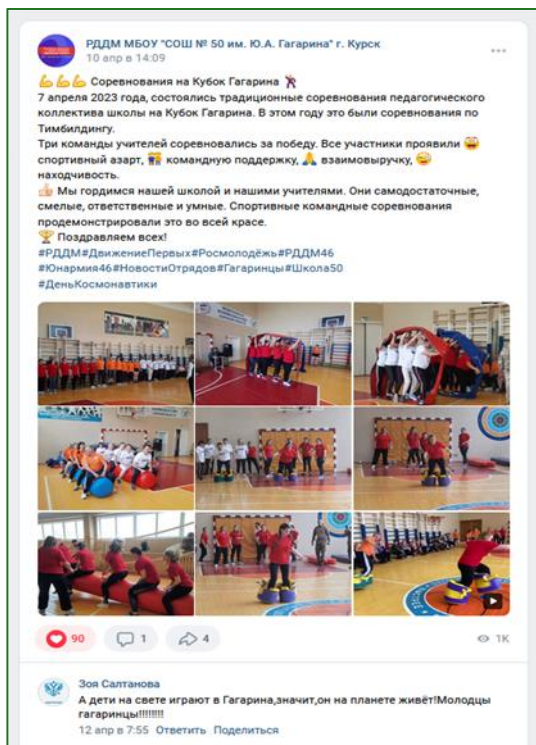 РДДМ МБОУ "СОШ № 50 им. Ю.А. Гагарина" г. Курск
10 апр в 14:09
💪💪💪 Соревнования на Кубок Гагарина 🤾
7 апреля 2023 года, состоялись традиционные соревнования педагогического
коллектива школы на Кубок Гагарина. В этом году это были соревнования по
Тимбилдингу.
Три команды учителей соревновались за победу. Все участники проявили 😄
спортивный азарт, 👫 командную поддержку, 🙏 взаимовыручку, 😜
находчивость.
👍 Мы гордимся нашей школой и нашими учителями. Они самодостаточные,
смелые, ответственные и умные. Спортивные командные соревнования
продемонстрировали это во всей красе.
🏆 Поздравляем всех!
#РДДМ#ДвижениеПервых#Росмолодёжь#РДДМ46
#Юнармия46#НовостиОтрядов#Гагаринцы#Школа50
#ДеньКосмонавтики
90 1 4 1K
Зоя Салтанова
А дети на свете играют в Гагарина,значит,он на планете живёт!Молодцы
гагаринцы!!!!!!!!!
12 апр в 7:55 Ответить Поделиться